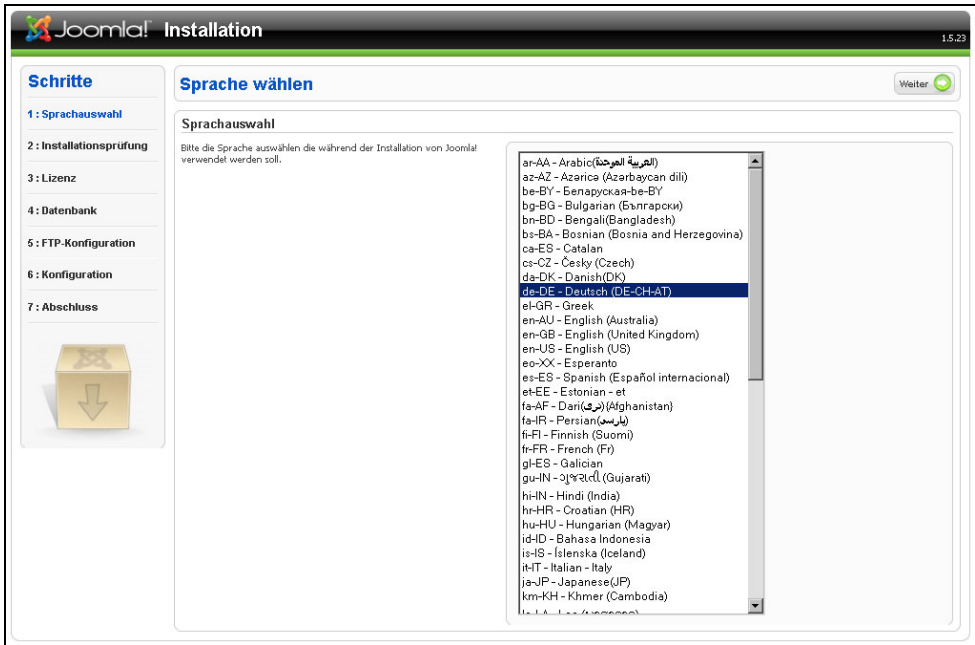 Joomla! Installation
1.5.23
Schritte
1 : Sprachauswahl
2 : Installationsprüfung
3 : Lizenz
4 : Datenbank
5 : FTP-Konfiguration
6 : Konfiguration
7 : Abschluss
Sprache wählen
Weiter
Sprachauswahl
Bitte die Sprache auswählen die während der Installation von Joomla!
verwendet werden soll.
ar-AA - Arabic(العربية الموحدة)
az-AZ - Azəricə (Azərbaycan dili)
be-BY - Беларуская-be-BY
bg-BG - Bulgarian (Български)
bn-BD - Bengali(Bangladesh)
bs-BA - Bosnian (Bosnia and Herzegovina)
ca-ES - Catalan
cs-CZ - Česky (Czech)
da-DK - Danish(DK)
de-DE - Deutsch (DE-CH-AT)
el-GR - Greek
en-AU - English (Australia)
en-GB - English (United Kingdom)
en-US - English (US)
eo-XX - Esperanto
es-ES - Spanish (Español internacional)
et-EE - Estonian - et
fa-AF - Dari(دری){Afghanistan}
fa-IR - Persian(پارسی)
fi-FI - Finnish (Suomi)
fr-FR - French (Fr)
gl-ES - Galician
gu-IN - ગુજરાતી (Gujarati)
hi-IN - Hindi (India)
hr-HR - Croatian (HR)
hu-HU - Hungarian (Magyar)
id-ID - Bahasa Indonesia
is-IS - Íslenska (Iceland)
it-IT - Italian - Italy
ja-JP - Japanese(JP)
km-KH - Khmer (Cambodia)